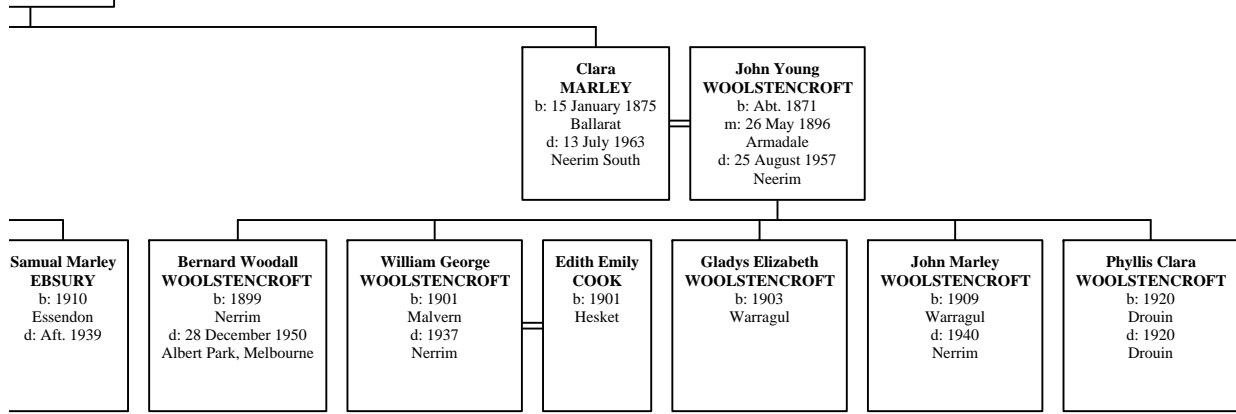 Clara
MARLEY
b: 15 January 1875
Ballarat
d: 13 July 1963
Neerim South
John Young
WOOLSTENCROFT
b: Abt. 1871
m: 26 May 1896
Armadale
d: 25 August 1957
Neerim
Samual Marley
EBSURY
b: 1910
Essendon
d: Aft. 1939
Bernard Woodall
WOOLSTENCROFT
b: 1899
Nerrim
d: 28 December 1950
Albert Park, Melbourne
William George
WOOLSTENCROFT
b: 1901
Malvern
d: 1937
Nerrim
Edith Emily
COOK
b: 1901
Hesket
Gladys Elizabeth
WOOLSTENCROFT
b: 1903
Warragul
John Marley
WOOLSTENCROFT
b: 1909
Warragul
d: 1940
Nerrim
Phyllis Clara
WOOLSTENCROFT
b: 1920
Drouin
d: 1920
Drouin